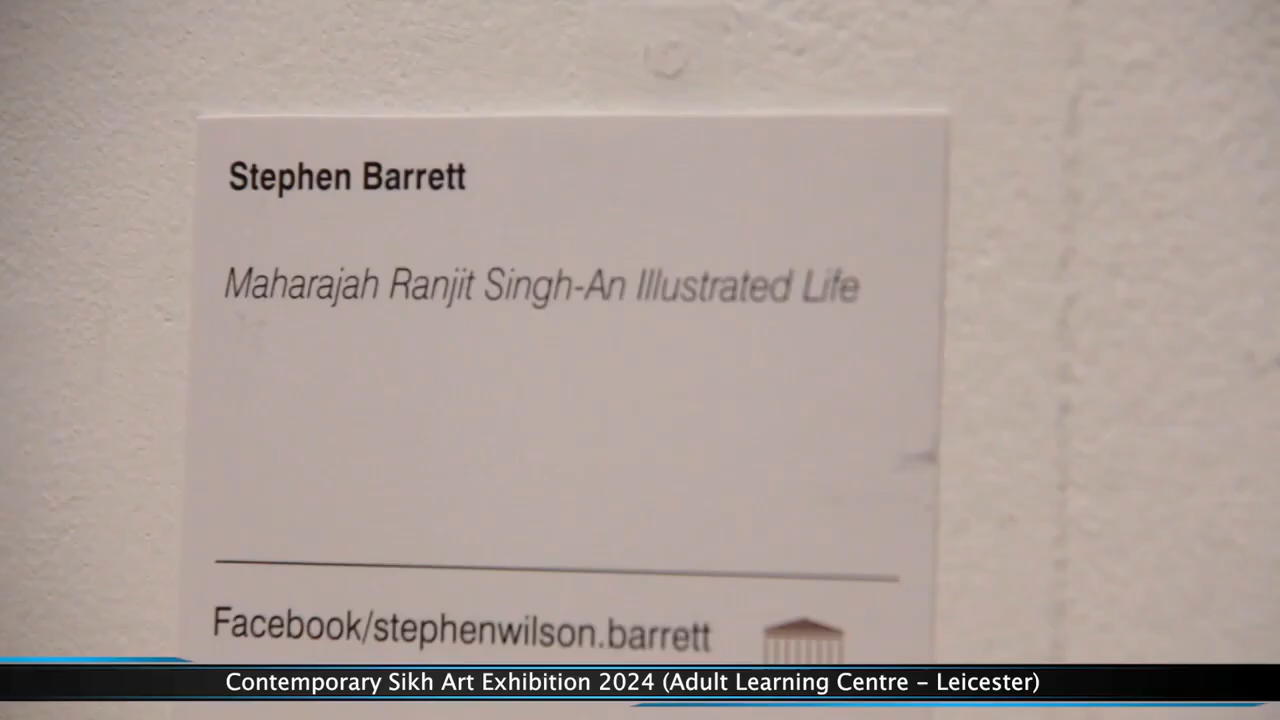 Stephen Barrett
Maharajah Ranjit Singh-An Illustrated Life
Facebook/stephenwilson.barrett
Contemporary Sikh Art Exhibition 2024 (Adult Learning Centre – Leicester)